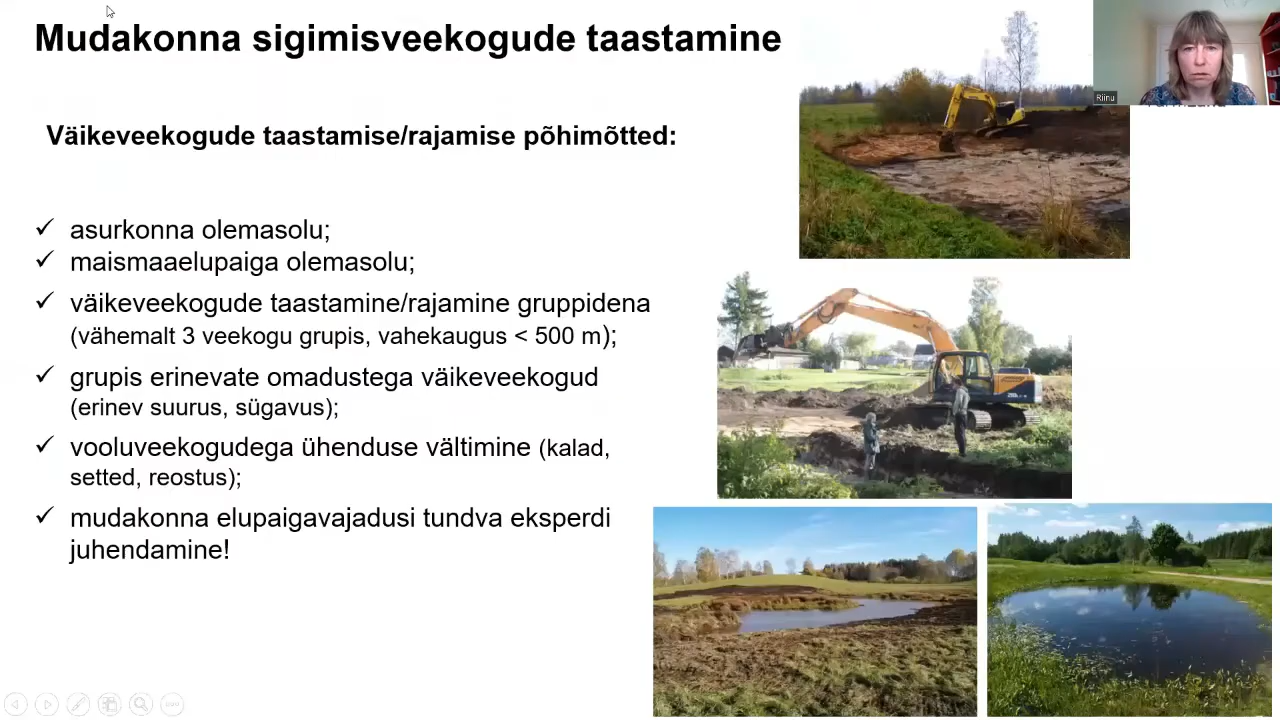 Mudakonna sigimisveekogude taastamine
Riinu
Väikeveekogude taastamise/rajamise põhimõtted:
asurkonna olemasolu;
maismaaelupaiga olemasolu;
väikeveekogude taastamine/rajamine gruppidena
(vähemalt 3 veekogu grupis, vahekaugus < 500 m);
grupis erinevate omadustega väikeveekogud
(erinev suurus, sügavus);
vooluveekogudega ühenduse vältimine (kalad,
setted, reostus);
mudakonna elupaigavajadusi tundva eksperdi
juhendamine!